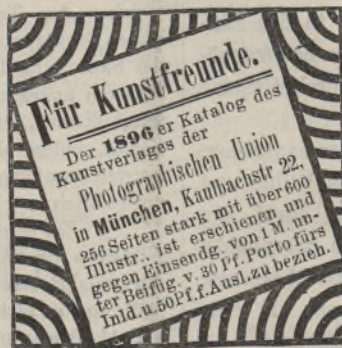 Für Kunstfreunde.
Der 1896 er Katalog des
Kunstverlages der
Photographischen Union
in München, Kaulbachstr 22,
256 Seiten stark mit über 600
Illustr., ist erschienen und
gegen Einsendg. von 1 M. un-
ter Beifüg. v. 30 Pf. Porto fürs
Inld. u. 50 Pf. f. Ausl. zu bezieh.